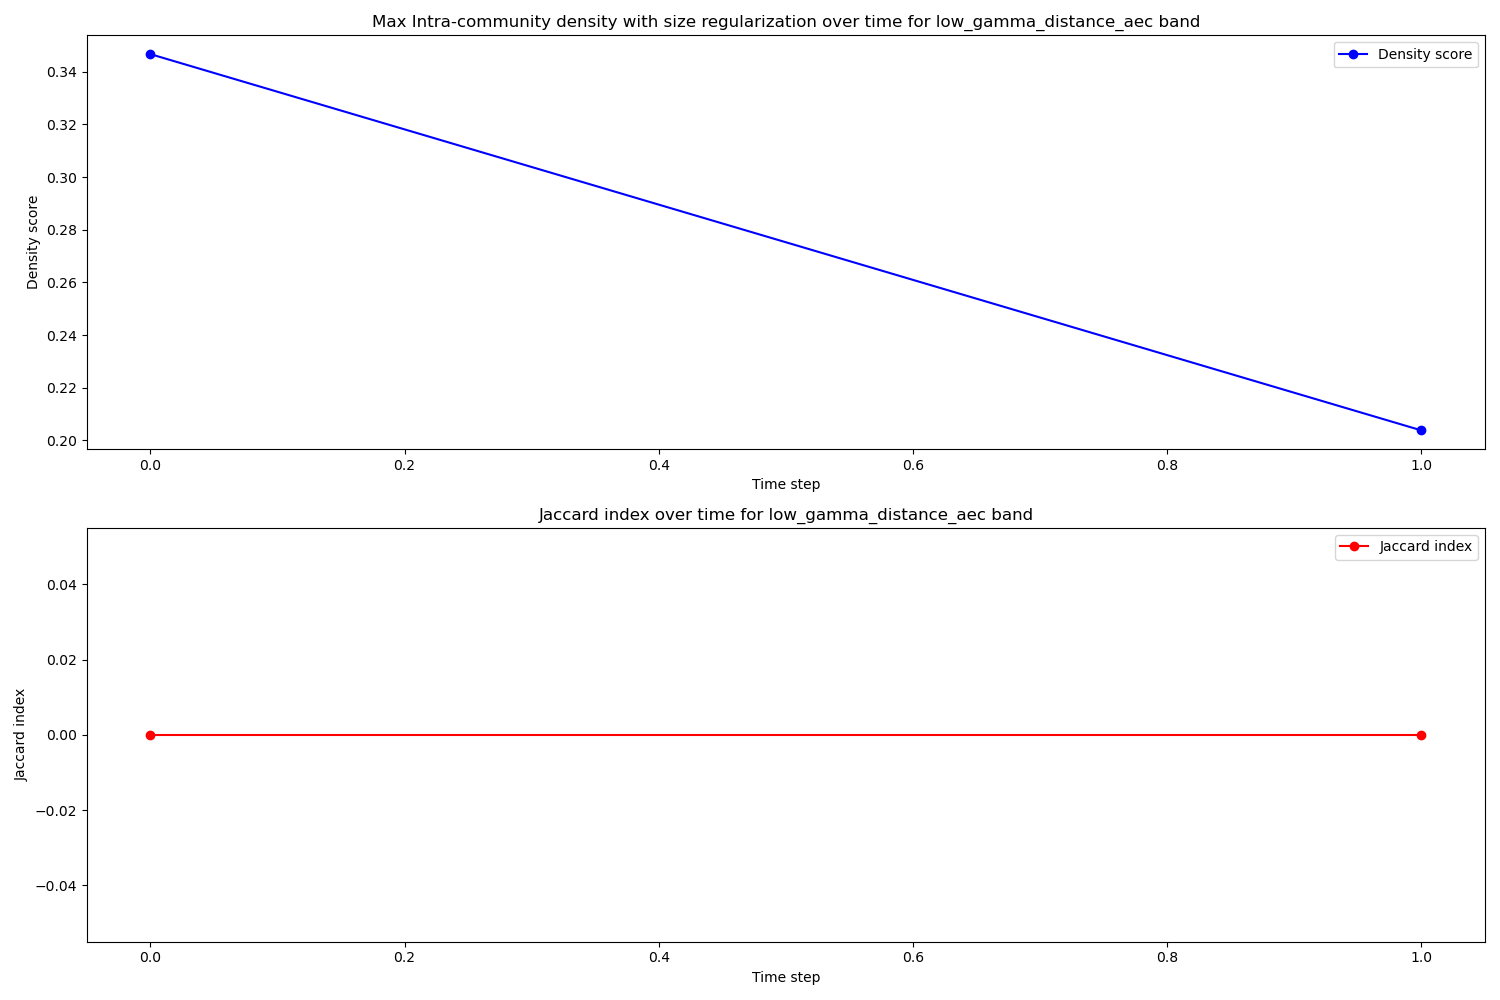 Max Intra-community density with size regularization over time for low_gamma_distance_aec band
Density score
0.34
0.32
0.30
0.28
0.26
0.24
0.22
0.20
Density score
0.0 0.2 0.4 0.6 0.8 1.0
Time step
Jaccard index over time for low_gamma_distance_aec band
Jaccard index
0.04
0.02
0.00
−0.02
−0.04
Jaccard index
0.0 0.2 0.4 0.6 0.8 1.0
Time step